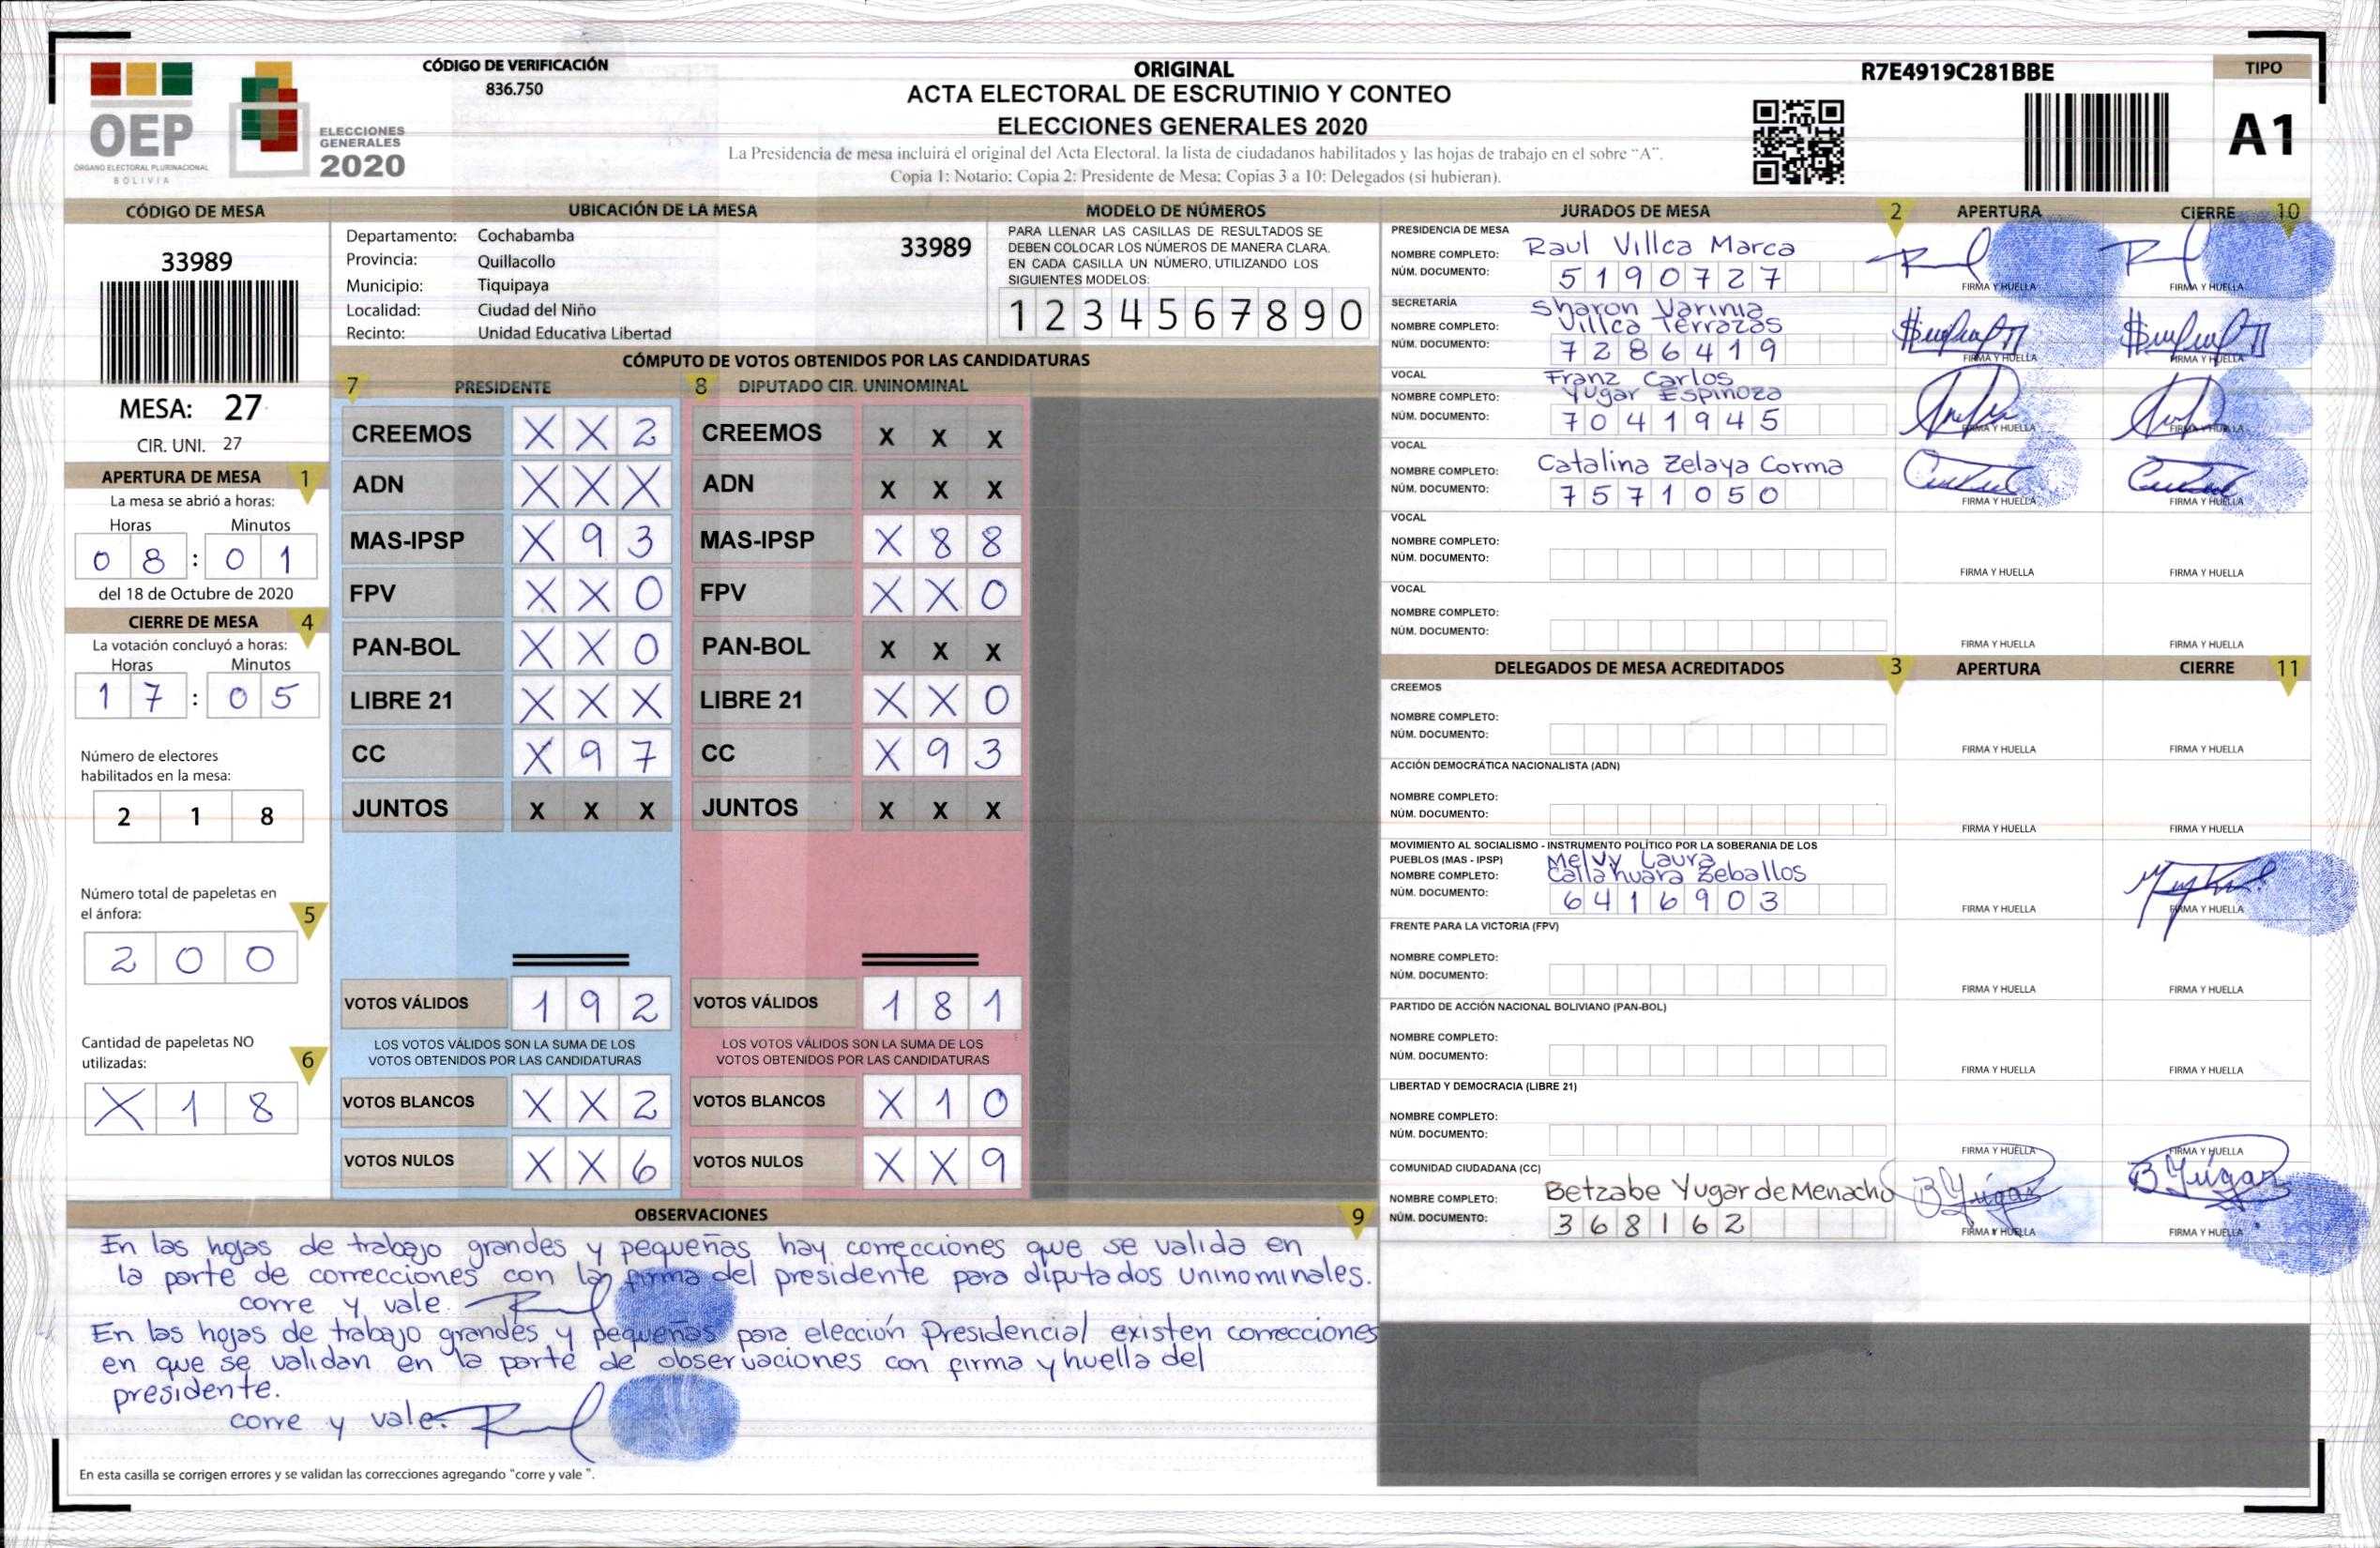 CÓDIGO DE VERIFICACIÓN
836.750
ORIGINAL
ACTA ELECTORAL DE ESCRUTINIO Y CONTEO
ELECCIONES GENERALES 2020
La Presidencia de mesa incluirá el original del Acta Electoral, la lista de ciudadanos habilitados y las hojas de trabajo en el sobre "A".
Copia 1: Notario; Copia 2: Presidente de Mesa; Copias 3 a 10: Delegados (si hubieran).
R7E4919C281BBE
TIPO
A1
OEP
ÓRGANO ELECTORAL PLURINACIONAL
BOLIVIA
ELECCIONES
GENERALES
2020
CÓDIGO DE MESA
33989
MESA: 27
CIR. UNI. 27
APERTURA DE MESA 1
La mesa se abrió a horas:
Horas Minutos
0 8 : 0 1
del 18 de Octubre de 2020
CIERRE DE MESA 4
La votación concluyó a horas:
Horas Minutos
1 7 : 0 5
Número de electores
habilitados en la mesa:
2 1 8
Número total de papeletas en
el ánfora: 5
2 0 0
Cantidad de papeletas NO
utilizadas: 6
X 1 8
UBICACIÓN DE LA MESA
Departamento: Cochabamba
Provincia: Quillacollo
Municipio: Tiquipaya
Localidad: Ciudad del Niño
Recinto: Unidad Educativa Libertad
33989
MODELO DE NÚMEROS
PARA LLENAR LAS CASILLAS DE RESULTADOS SE
DEBEN COLOCAR LOS NÚMEROS DE MANERA CLARA.
EN CADA CASILLA UN NÚMERO, UTILIZANDO LOS
SIGUIENTES MODELOS:
1 2 3 4 5 6 7 8 9 0
CÓMPUTO DE VOTOS OBTENIDOS POR LAS CANDIDATURAS
7 PRESIDENTE
CREEMOS X X 2
ADN X X X
MAS-IPSP X 9 3
FPV X X 0
PAN-BOL X X 0
LIBRE 21 X X X
CC X 9 7
JUNTOS X X X
VOTOS VÁLIDOS 1 9 2
LOS VOTOS VÁLIDOS SON LA SUMA DE LOS
VOTOS OBTENIDOS POR LAS CANDIDATURAS
VOTOS BLANCOS X X 2
VOTOS NULOS X X 6
8 DIPUTADO CIR. UNINOMINAL
CREEMOS X X X
ADN X X X
MAS-IPSP X 8 8
FPV X X 0
PAN-BOL X X X
LIBRE 21 X X 0
CC X 9 3
JUNTOS X X X
VOTOS VÁLIDOS 1 8 1
LOS VOTOS VÁLIDOS SON LA SUMA DE LOS
VOTOS OBTENIDOS POR LAS CANDIDATURAS
VOTOS BLANCOS X 1 0
VOTOS NULOS X X 9
JURADOS DE MESA 2 APERTURA CIERRE 10
PRESIDENCIA DE MESA
NOMBRE COMPLETO: Raul Villca Marca
NÚM. DOCUMENTO: 5 1 9 0 7 2 7
FIRMA Y HUELLA FIRMA Y HUELLA
SECRETARÍA
Sharon Varinia
NOMBRE COMPLETO: Villca Terrazas
NÚM. DOCUMENTO: 7 2 8 6 4 1 9
FIRMA Y HUELLA FIRMA Y HUELLA
VOCAL
Franz Carlos
NOMBRE COMPLETO: Yugar Espinoza
NÚM. DOCUMENTO: 7 0 4 1 9 4 5
FIRMA Y HUELLA FIRMA Y HUELLA
VOCAL
NOMBRE COMPLETO: Catalina Zelaya Corma
NÚM. DOCUMENTO: 7 5 7 1 0 5 0
FIRMA Y HUELLA FIRMA Y HUELLA
VOCAL
NOMBRE COMPLETO:
NÚM. DOCUMENTO:
FIRMA Y HUELLA FIRMA Y HUELLA
VOCAL
NOMBRE COMPLETO:
NÚM. DOCUMENTO:
FIRMA Y HUELLA FIRMA Y HUELLA
DELEGADOS DE MESA ACREDITADOS 3 APERTURA CIERRE 11
CREEMOS
NOMBRE COMPLETO:
NÚM. DOCUMENTO:
FIRMA Y HUELLA FIRMA Y HUELLA
ACCIÓN DEMOCRÁTICA NACIONALISTA (ADN)
NOMBRE COMPLETO:
NÚM. DOCUMENTO:
FIRMA Y HUELLA FIRMA Y HUELLA
MOVIMIENTO AL SOCIALISMO - INSTRUMENTO POLÍTICO POR LA SOBERANIA DE LOS
PUEBLOS (MAS - IPSP) Melvy Laura
NOMBRE COMPLETO: Callahuara Zeballos
NÚM. DOCUMENTO: 6 4 1 6 9 0 3
FIRMA Y HUELLA FIRMA Y HUELLA
FRENTE PARA LA VICTORIA (FPV)
NOMBRE COMPLETO:
NÚM. DOCUMENTO:
FIRMA Y HUELLA FIRMA Y HUELLA
PARTIDO DE ACCIÓN NACIONAL BOLIVIANO (PAN-BOL)
NOMBRE COMPLETO:
NÚM. DOCUMENTO:
FIRMA Y HUELLA FIRMA Y HUELLA
LIBERTAD Y DEMOCRACIA (LIBRE 21)
NOMBRE COMPLETO:
NÚM. DOCUMENTO:
FIRMA Y HUELLA FIRMA Y HUELLA
COMUNIDAD CIUDADANA (CC)
NOMBRE COMPLETO: Betzabe Yugar de Menacho B Yúgar B Yúgar
NÚM. DOCUMENTO: 3 6 8 1 6 2
FIRMA Y HUELLA FIRMA Y HUELLA
OBSERVACIONES 9
En las hojas de trabajo grandes y pequeñas hay correcciones que se valida en
la parte de correcciones con la firma del presidente para diputados uninominales.
corre y vale.
En las hojas de trabajo grandes y pequeñas para elección Presidencial existen correcciones
en que se validan en la parte de observaciones con firma y huella del
presidente.
corre y vale.
En esta casilla se corrigen errores y se validan las correcciones agregando "corre y vale ".